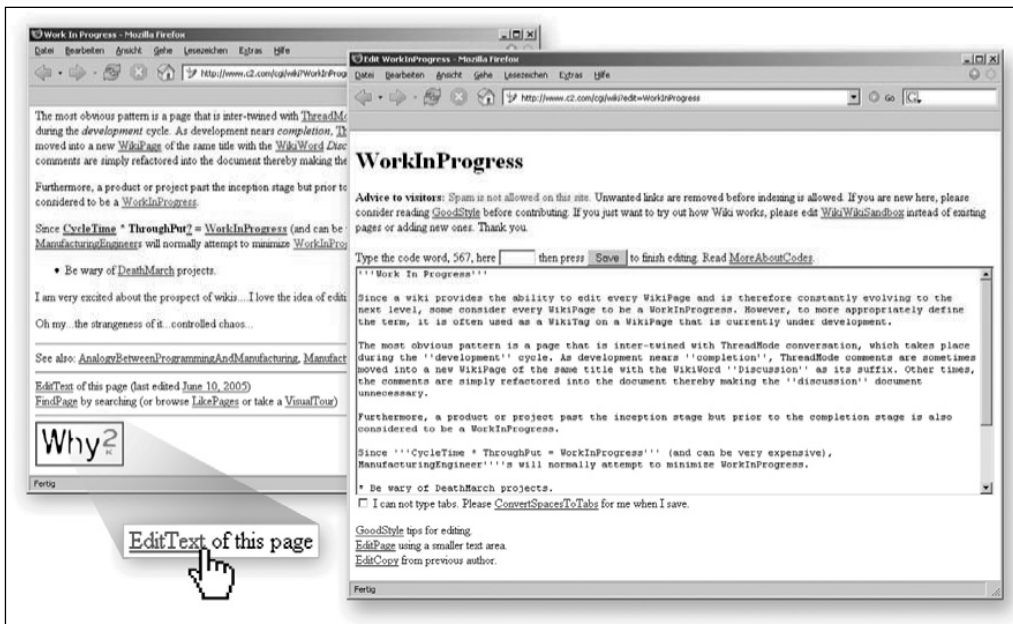 Work In Progress - Mozilla Firefox
Datei Bearbeiten Ansicht Gehe Lesezeichen Extras Hilfe
http://www.c2.com/cgi/wiki?WorkInProg
The most obvious pattern is a page that is inter-twined with ThreadMo
during the development cycle. As development nears completion, Th
moved into a new WikiPage of the same title with the WikiWord Disc
comments are simply refactored into the document thereby making the
Furthermore, a product or project past the inception stage but prior to
considered to be a WorkInProgress.
Since CycleTime * ThroughPut? = WorkInProgress (and can be
ManufacturingEngineers will normally attempt to minimize WorkInProg
• Be wary of DeathMarch projects.
I am very excited about the prospect of wikis....I love the idea of editi
Oh my...the strangeness of it...controlled chaos...
See also: AnalogyBetweenProgrammingAndManufacturing, Manufact
EditText of this page (last edited June 10, 2005)
FindPage by searching (or browse LikePages or take a VisualTour)
Why2
K
Fertig
EditText of this page
Edit WorkInProgress - Mozilla Firefox
Datei Bearbeiten Ansicht Gehe Lesezeichen Extras Hilfe
http://www.c2.com/cgi/wiki?edit=WorkInProgress Go G
WorkInProgress
Advice to visitors: Spam is not allowed on this site. Unwanted links are removed before indexing is allowed. If you are new here, please
consider reading GoodStyle before contributing. If you just want to try out how Wiki works, please edit WikiWikiSandbox instead of existing
pages or adding new ones. Thank you.
Type the code word, 567, here then press Save to finish editing. Read MoreAboutCodes.
'''Work In Progress'''
Since a wiki provides the ability to edit every WikiPage and is therefore constantly evolving to the
next level, some consider every WikiPage to be a WorkInProgress. However, to more appropriately define
the term, it is often used as a WikiTag on a WikiPage that is currently under development.
The most obvious pattern is a page that is inter-twined with ThreadMode conversation, which takes place
during the ''development'' cycle. As development nears ''completion'', ThreadMode comments are sometimes
moved into a new WikiPage of the same title with the WikiWord ''Discussion'' as its suffix. Other times,
the comments are simply refactored into the document thereby making the ''discussion'' document
unnecessary.
Furthermore, a product or project past the inception stage but prior to the completion stage is also
considered to be a WorkInProgress.
Since '''CycleTime * ThroughPut = WorkInProgress''' (and can be very expensive),
ManufacturingEngineer''''s will normally attempt to minimize WorkInProgress.
* Be wary of DeathMarch projects.
I can not type tabs. Please ConvertSpacesToTabs for me when I save.
GoodStyle tips for editing.
EditPage using a smaller text area.
EditCopy from previous author.
Fertig